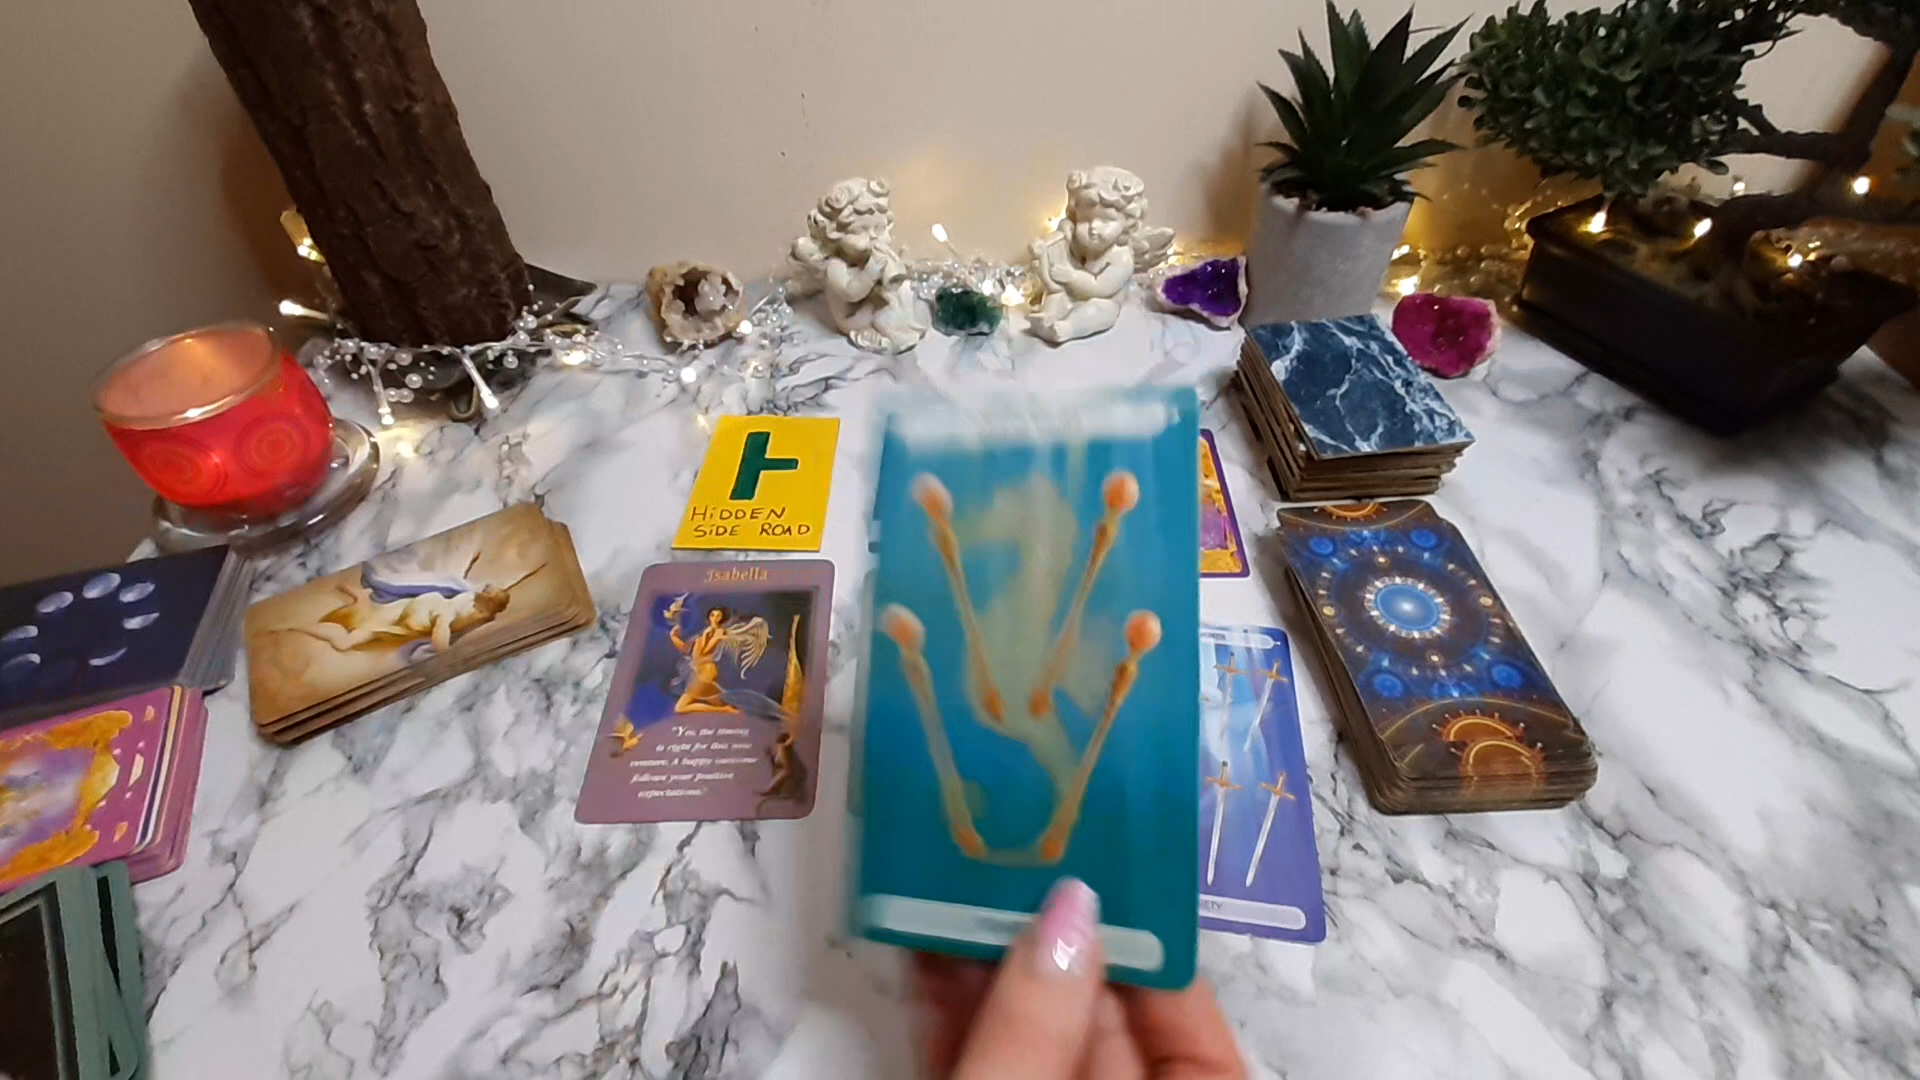 HiDDEN
SiDE ROAD
Isabella
"Yes, the timing
is right for this new
venture. A happy outcome
follows your positive
expectations."